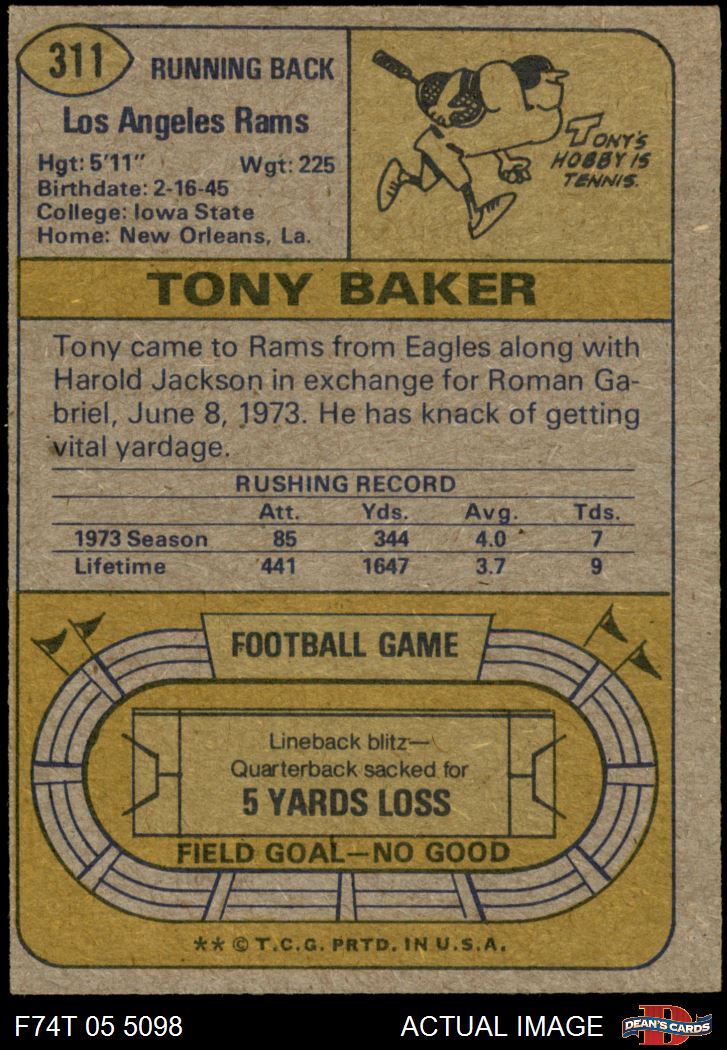 311
RUNNING BACK
Los Angeles Rams
Hgt: 5'11" Wgt: 225
Birthdate: 2-16-45
College: Iowa State
Home: New Orleans, La.
TONY'S
HOBBY IS
TENNIS.
TONY BAKER
Tony came to Rams from Eagles along with
Harold Jackson in exchange for Roman Ga-
briel, June 8, 1973. He has knack of getting
vital yardage.
RUSHING RECORD
Att. Yds. Avg. Tds.
1973 Season 85 344 4.0 7
Lifetime 441 1647 3.7 9
FOOTBALL GAME
Lineback blitz—
Quarterback sacked for
5 YARDS LOSS
FIELD GOAL—NO GOOD
** © T.C.G. PRTD. IN U.S.A.
F74T 05 5098 ACTUAL IMAGE
D
DEAN'S CARDS